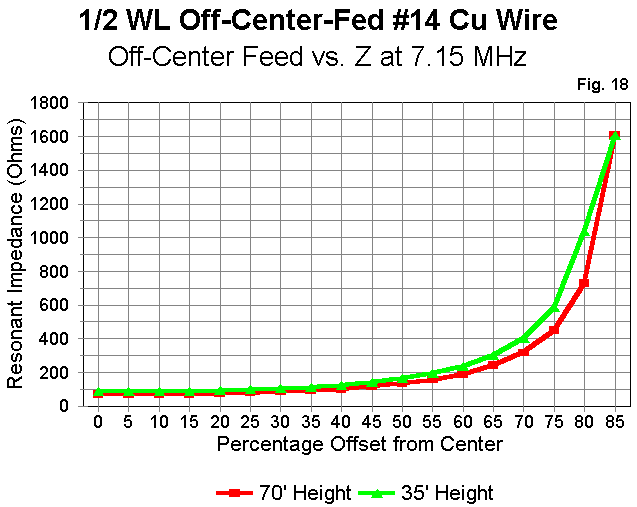 1/2 WL Off-Center-Fed #14 Cu Wire
Off-Center Feed vs. Z at 7.15 MHz
Fig. 18
Resonant Impedance (Ohms)
1800
1600
1400
1200
1000
800
600
400
200
0
0 5 10 15 20 25 30 35 40 45 50 55 60 65 70 75 80 85
Percentage Offset from Center
70' Height 35' Height